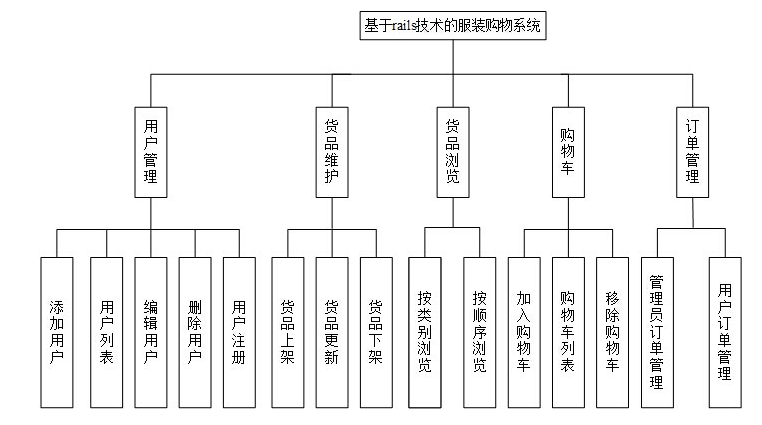 基于rails技术的服装购物系统
用户管理
货品维护
货品浏览
购物车
订单管理
添加用户
用户列表
编辑用户
删除用户
用户注册
货品上架
货品更新
货品下架
按类别浏览
按顺序浏览
加入购物车
购物车列表
移除购物车
管理员订单管理
用户订单管理